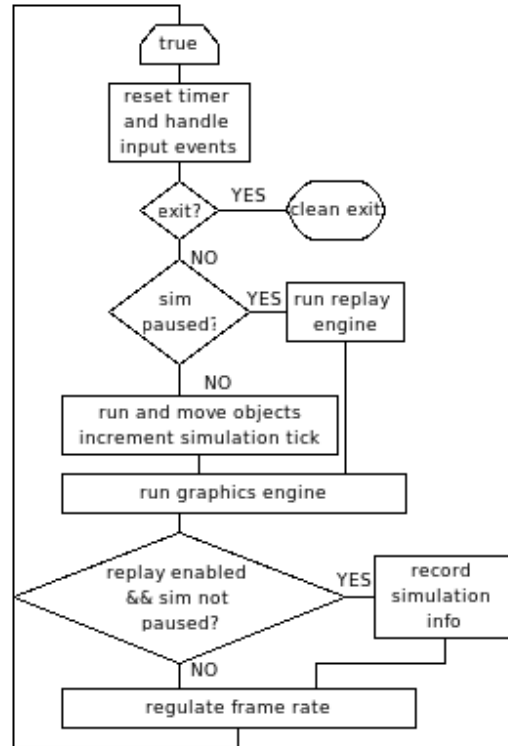 true
reset timer
and handle
input events
exit?
YES
clean exit
NO
sim
paused?
YES
run replay
engine
NO
run and move objects
increment simulation tick
run graphics engine
replay enabled
&& sim not
paused?
YES
record
simulation
info
NO
regulate frame rate